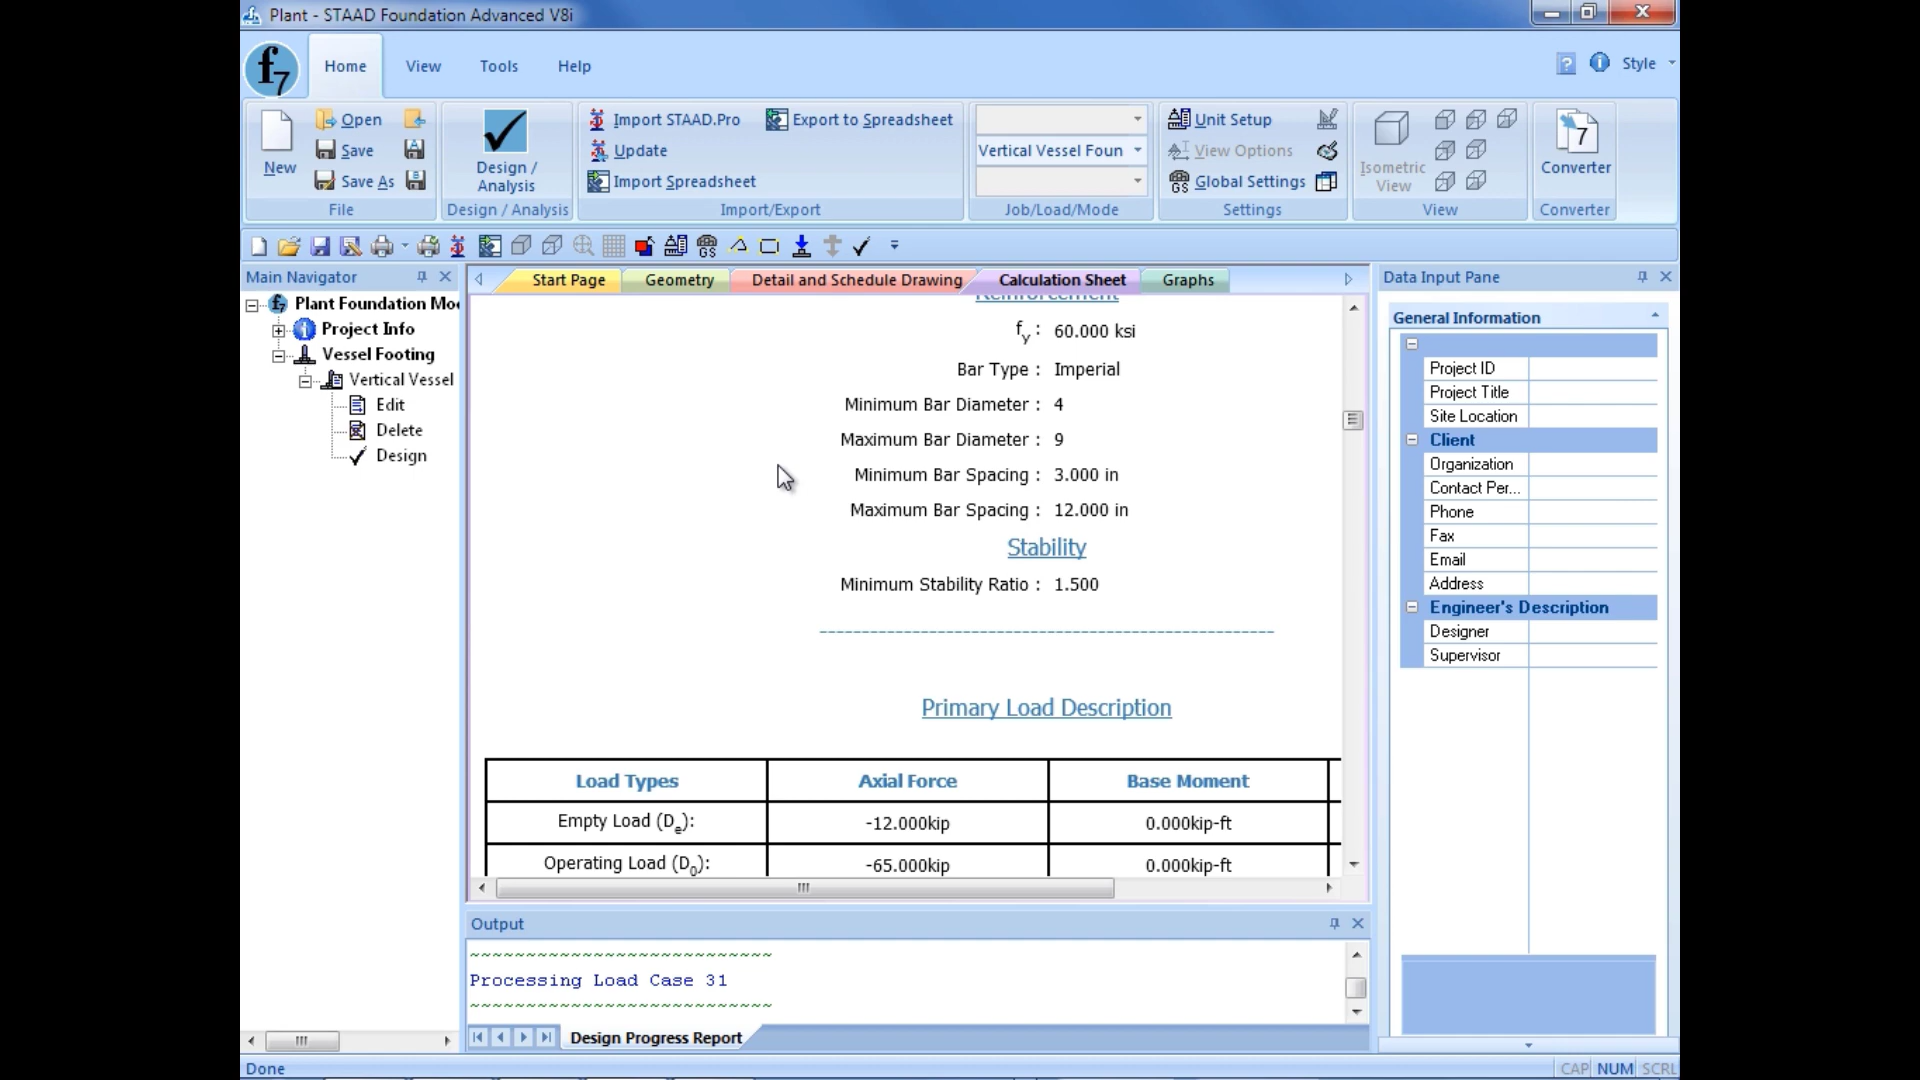 Plant - STAAD Foundation Advanced V8i
f7
Home View Tools Help
Style
New
Open
Save
Save As
File
Design /
Analysis
Design / Analysis
Import STAAD.Pro
Update
Import Spreadsheet
Export to Spreadsheet
Import/Export
Vertical Vessel Foun
Job/Load/Mode
Unit Setup
View Options
Global Settings
Settings
Isometric
View
View
7
Converter
Converter
Main Navigator
Plant Foundation Mo
Project Info
Vessel Footing
Vertical Vessel
Edit
Delete
Design
Start Page Geometry Detail and Schedule Drawing Calculation Sheet Graphs
Reinforcement
fy : 60.000 ksi
Bar Type : Imperial
Minimum Bar Diameter : 4
Maximum Bar Diameter : 9
Minimum Bar Spacing : 3.000 in
Maximum Bar Spacing : 12.000 in
Stability
Minimum Stability Ratio : 1.500
Primary Load Description
Load Types Axial Force Base Moment
Empty Load (De): -12.000kip 0.000kip-ft
Operating Load (D0): -65.000kip 0.000kip-ft
Output
Processing Load Case 31
Design Progress Report
Data Input Pane
General Information
Project ID
Project Title
Site Location
Client
Organization
Contact Per...
Phone
Fax
Email
Address
Engineer's Description
Designer
Supervisor
Done
CAP NUM SCRL